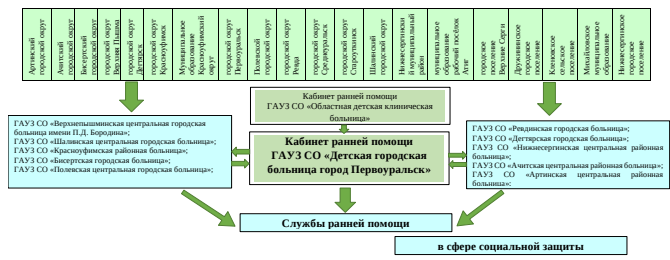 Артинский
городской округ
Ачитский
городской округ
Бисертский
городской округ
городской округ
Верхняя Пышма
городской округ
Дегтярск
городской округ
Красноуфимск
Муниципальное
образование
Красноуфимский
округ
городской округ
Первоуральск
Полевской
городской округ
городской округ
Ревда
городской округ
Среднеуральск
городской округ
Староуткинск
Шалинский
городской округ
Нижнесергински
й муниципальный
район
муниципальное
образование
рабочий посёлок
Атиг
городское
поселение
Верхние Серги
Дружининское
городское
поселение
Кленовское
сельское
поселение
Михайловское
муниципальное
образование
Нижнесергинское
городское
поселение
ГАУЗ СО «Верхнепышминская центральная городская
больница имени П.Д. Бородина»;
ГАУЗ СО «Шалинская центральная городская больница»;
ГАУЗ СО «Красноуфимская районная больница»;
ГАУЗ СО «Бисертская городская больница»;
ГАУЗ СО «Полевская центральная городская больница»;
Кабинет ранней помощи
ГАУЗ СО «Областная детская клиническая
больница»
Кабинет ранней помощи
ГАУЗ СО «Детская городская
больница город Первоуральск»
ГАУЗ СО «Ревдинская городская больница»;
ГАУЗ СО «Дегтярская городская больница»;
ГАУЗ СО «Нижнесергинская центральная районная
больница»;
ГАУЗ СО «Ачитская центральная районная больница»;
ГАУЗ СО «Артинская центральная районная
больница»:
Службы ранней помощи
в сфере социальной защиты